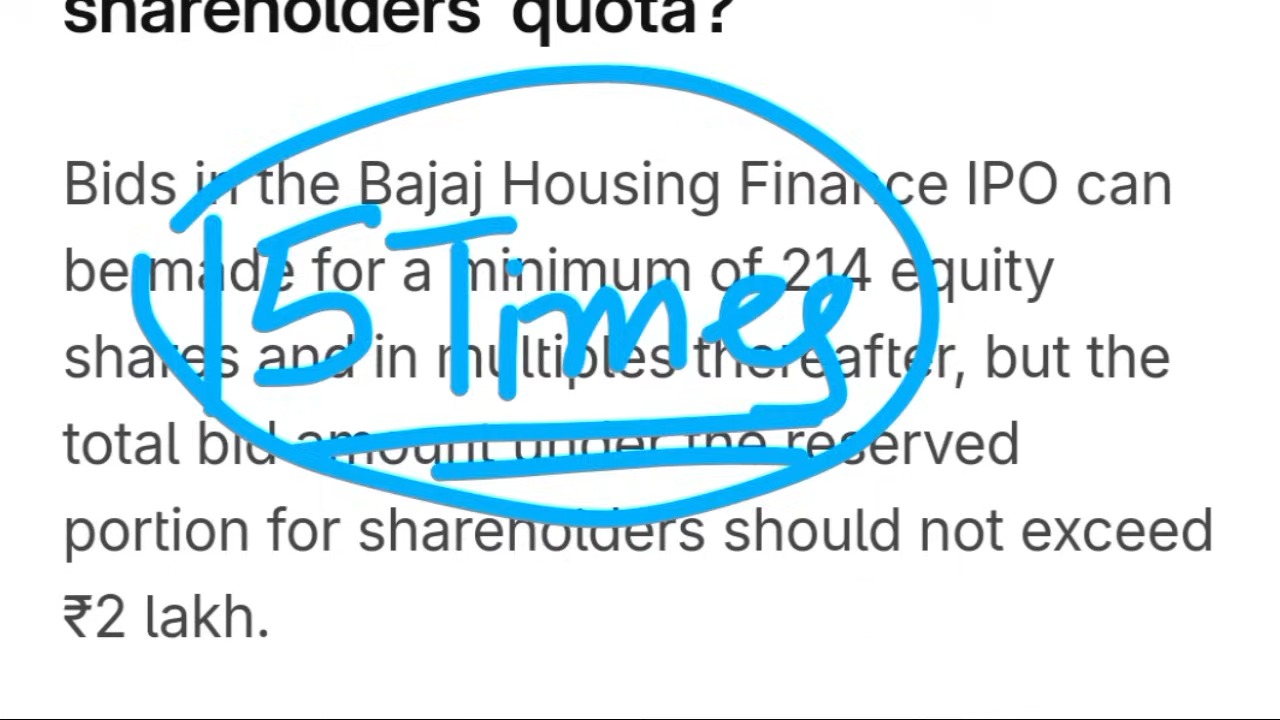 shareholders' quota?
Bids in the Bajaj Housing Finance IPO can
be made for a minimum of 214 equity
shares and in multiples thereafter, but the
total bid amount under the reserved
portion for shareholders should not exceed
₹2 lakh.
15 Times